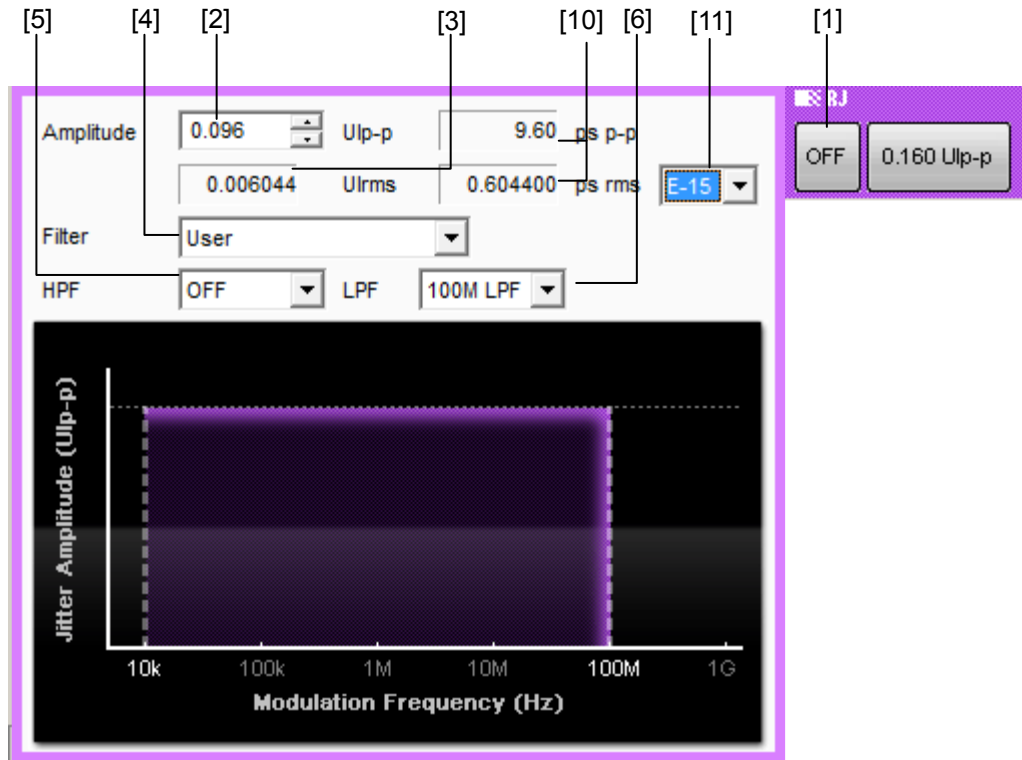 [5] [4] [2] [3] [10] [6] [11] [1]
RJ
Amplitude 0.096 UIp-p 9.60 ps p-p
OFF 0.160 UIp-p
0.006044 UIrms 0.604400 ps rms E-15
Filter User
HPF OFF LPF 100M LPF
Jitter Amplitude (UIp-p)
10k 100k 1M 10M 100M 1G
Modulation Frequency (Hz)